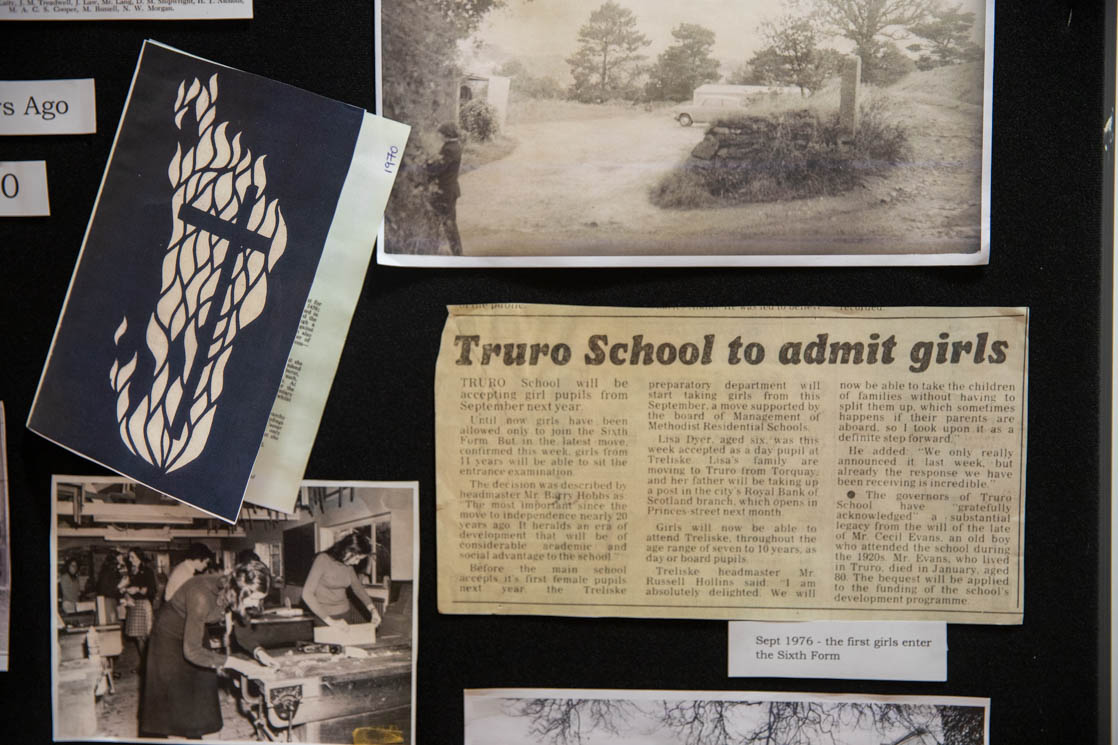 M. A. C. S. Cooper, M. Russell, N. W. Morgan.
rs Ago
0
1970
Truro School to admit girls
TRURO School will be
accepting girl pupils from
September next year.
Until now girls have been
allowed only to join the Sixth
Form. But in the latest move,
confirmed this week, girls from
11 years will be able to sit the
entrance examination.
The decision was described by
headmaster Mr. Barry Hobbs as:
"The most important since the
move to independence nearly 20
years ago. It heralds an era of
development that will be of
considerable academic and
social advantage to the school."
Before the main school
accepts it's first female pupils
next year, the Treliske
preparatory department will
start taking girls from this
September, a move supported by
the board of Management of
Methodist Residential Schools.
Lisa Dyer, aged six, was this
week accepted as a day pupil at
Treliske. Lisa's family are
moving to Truro from Torquay,
and her father will be taking up
a post in the city's Royal Bank of
Scotland branch, which opens in
Princes-street next month.
Girls will now be able to
attend Treliske, throughout the
age range of seven to 10 years, as
day or board pupils.
Treliske headmaster Mr.
Russell Hollins said: "I am
absolutely delighted. We will
now be able to take the children
of families without having to
split them up, which sometimes
happens if their parents are
aboard, so I took upon it as a
definite step forward."
He added: "We only really
announced it last week, but
already the response we have
been receiving is incredible."
● The governors of Truro
School have "gratefully
acknowledged" a substantial
legacy from the will of the late
of Mr. Cecil Evans, an old boy
who attended the school during
the 1920s. Mr. Evans, who lived
in Truro, died in January, aged
80. The bequest will be applied
to the funding of the school's
development programme.
Sept 1976 - the first girls enter
the Sixth Form